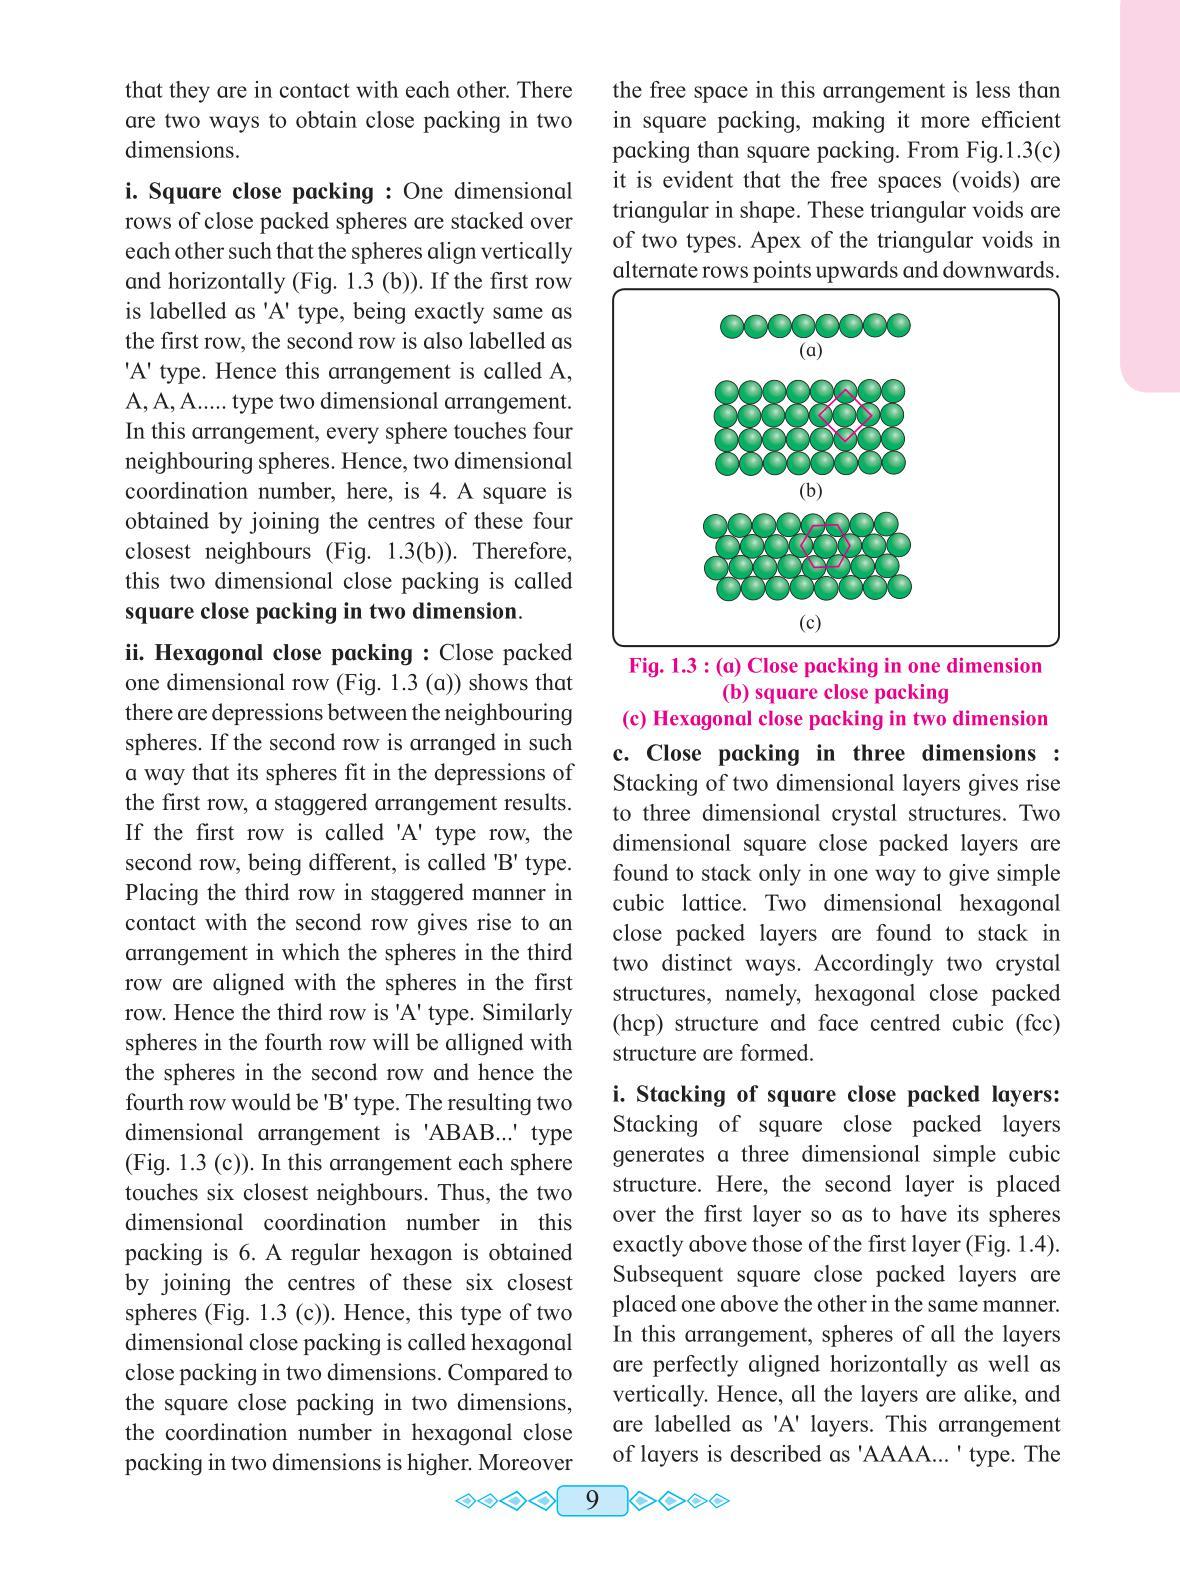 that they are in contact with each other. There
are two ways to obtain close packing in two
dimensions.
i. Square close packing : One dimensional
rows of close packed spheres are stacked over
each other such that the spheres align vertically
and horizontally (Fig. 1.3 (b)). If the first row
is labelled as 'A' type, being exactly same as
the first row, the second row is also labelled as
'A' type. Hence this arrangement is called A,
A, A, A..... type two dimensional arrangement.
In this arrangement, every sphere touches four
neighbouring spheres. Hence, two dimensional
coordination number, here, is 4. A square is
obtained by joining the centres of these four
closest neighbours (Fig. 1.3(b)). Therefore,
this two dimensional close packing is called
square close packing in two dimension.
ii. Hexagonal close packing : Close packed
one dimensional row (Fig. 1.3 (a)) shows that
there are depressions between the neighbouring
spheres. If the second row is arranged in such
a way that its spheres fit in the depressions of
the first row, a staggered arrangement results.
If the first row is called 'A' type row, the
second row, being different, is called 'B' type.
Placing the third row in staggered manner in
contact with the second row gives rise to an
arrangement in which the spheres in the third
row are aligned with the spheres in the first
row. Hence the third row is 'A' type. Similarly
spheres in the fourth row will be alligned with
the spheres in the second row and hence the
fourth row would be 'B' type. The resulting two
dimensional arrangement is 'ABAB...' type
(Fig. 1.3 (c)). In this arrangement each sphere
touches six closest neighbours. Thus, the two
dimensional coordination number in this
packing is 6. A regular hexagon is obtained
by joining the centres of these six closest
spheres (Fig. 1.3 (c)). Hence, this type of two
dimensional close packing is called hexagonal
close packing in two dimensions. Compared to
the square close packing in two dimensions,
the coordination number in hexagonal close
packing in two dimensions is higher. Moreover
the free space in this arrangement is less than
in square packing, making it more efficient
packing than square packing. From Fig.1.3(c)
it is evident that the free spaces (voids) are
triangular in shape. These triangular voids are
of two types. Apex of the triangular voids in
alternate rows points upwards and downwards.
(a)
(b)
(c)
Fig. 1.3 : (a) Close packing in one dimension
(b) square close packing
(c) Hexagonal close packing in two dimension
c. Close packing in three dimensions :
Stacking of two dimensional layers gives rise
to three dimensional crystal structures. Two
dimensional square close packed layers are
found to stack only in one way to give simple
cubic lattice. Two dimensional hexagonal
close packed layers are found to stack in
two distinct ways. Accordingly two crystal
structures, namely, hexagonal close packed
(hcp) structure and face centred cubic (fcc)
structure are formed.
i. Stacking of square close packed layers:
Stacking of square close packed layers
generates a three dimensional simple cubic
structure. Here, the second layer is placed
over the first layer so as to have its spheres
exactly above those of the first layer (Fig. 1.4).
Subsequent square close packed layers are
placed one above the other in the same manner.
In this arrangement, spheres of all the layers
are perfectly aligned horizontally as well as
vertically. Hence, all the layers are alike, and
are labelled as 'A' layers. This arrangement
of layers is described as 'AAAA... ' type. The
9